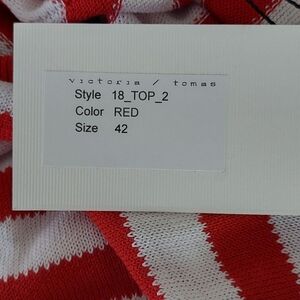 victoria / tomas
Style 18_TOP_2
Color RED
Size 42